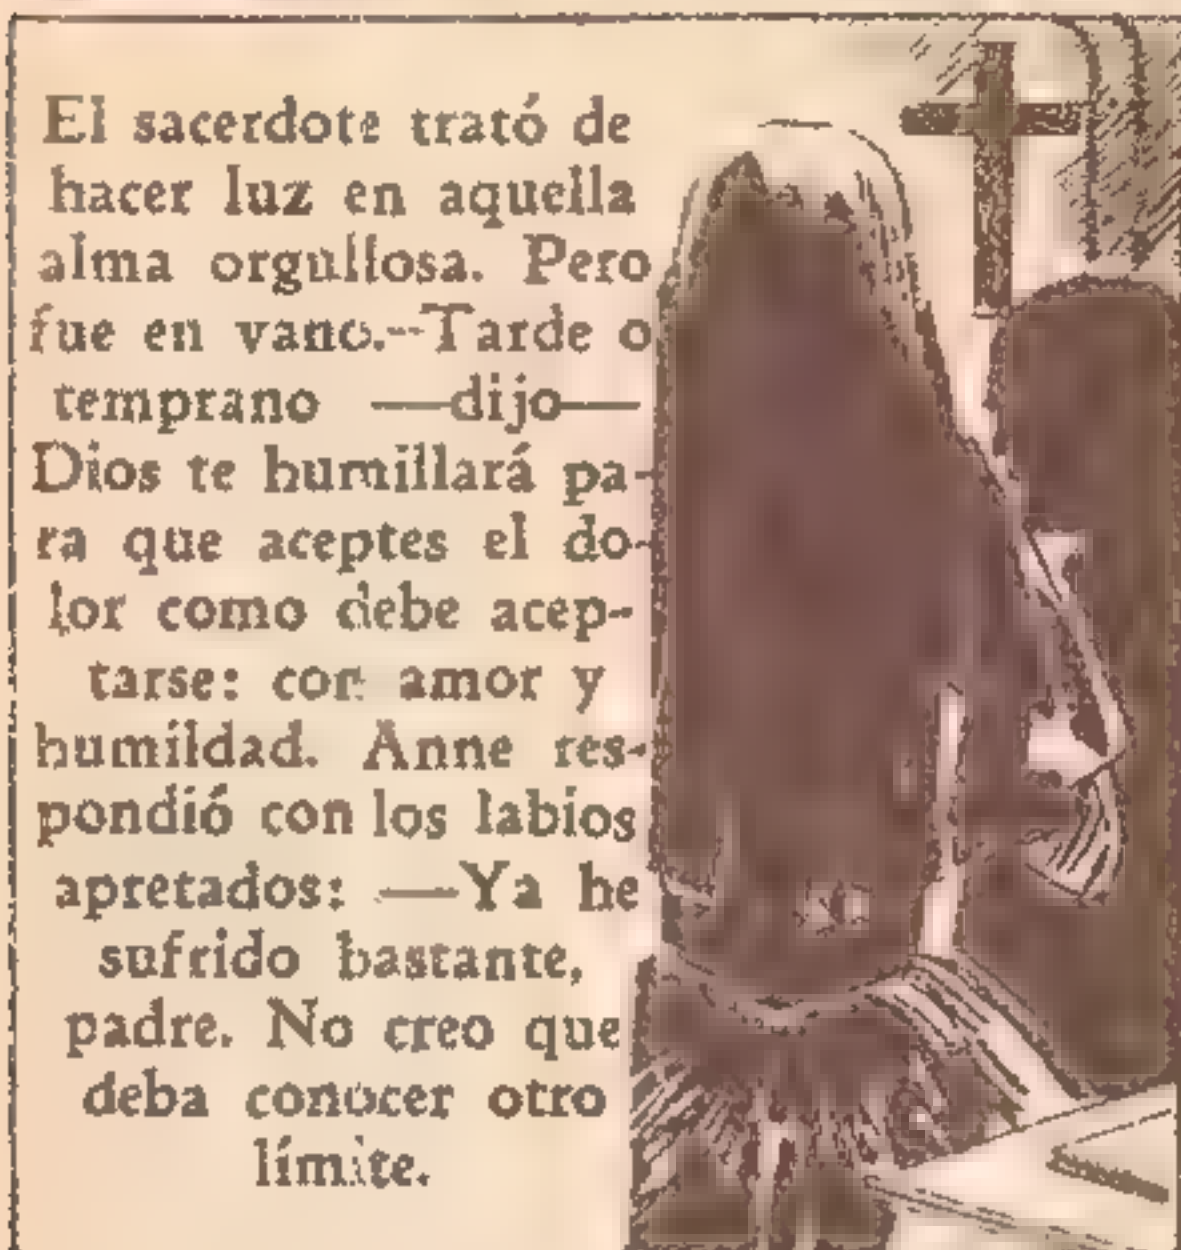 El sacerdote trató de
hacer luz en aquella
alma orgullosa. Pero
fue en vano.--Tarde o
temprano —dijo—
Dios te humillará pa-
ra que aceptes el do-
lor como debe acep-
tarse: con amor y
humildad. Anne res-
pondió con los labios
apretados: —Ya he
sufrido bastante,
padre. No creo que
deba conocer otro
límite.